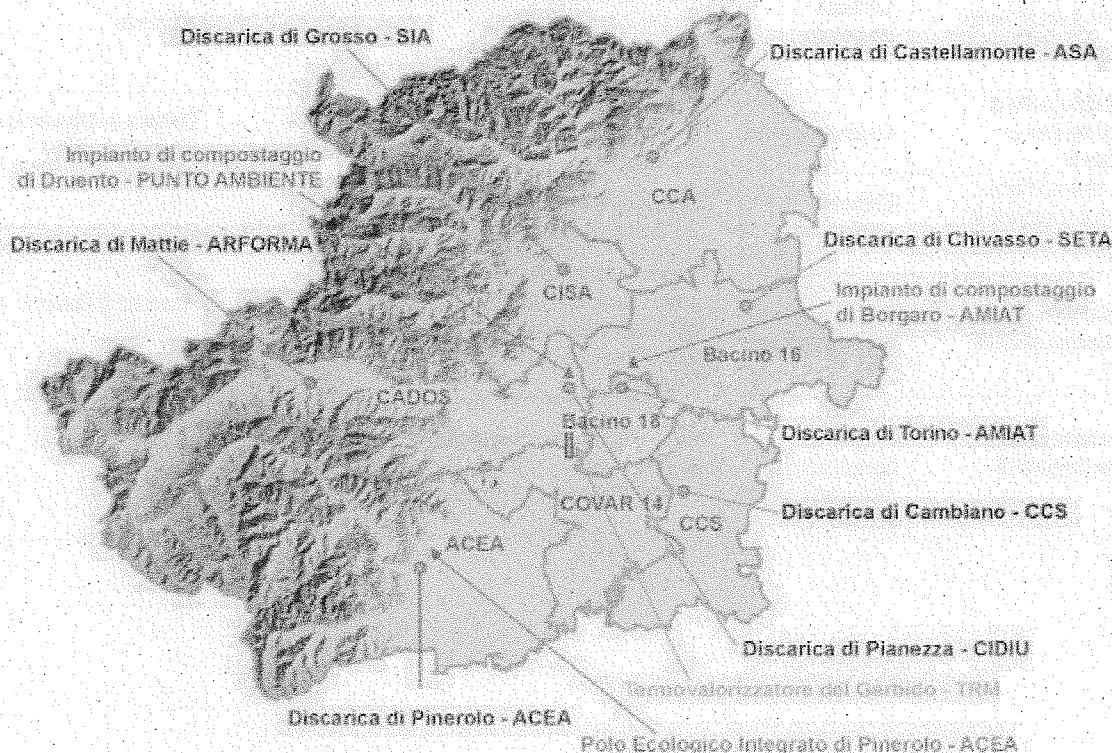 Discarica di Grosso - SIA
Discarica di Castellamonte - ASA
Impianto di compostaggio
di Druento - PUNTO AMBIENTE
CCA
Discarica di Mattie - ARFORMA
Discarica di Chivasso - SETA
CISA
Impianto di compostaggio
di Borgaro - AMIAT
Bacino 16
CADOS
Bacino 18
Discarica di Torino - AMIAT
COVAR 14
CCS
Discarica di Cambiano - CCS
ACEA
Discarica di Pianezza - CIDIU
Termovalorizzatore del Gerbido - TRM
Discarica di Pinerolo - ACEA
Polo Ecologico Integrato di Pinerolo - ACEA